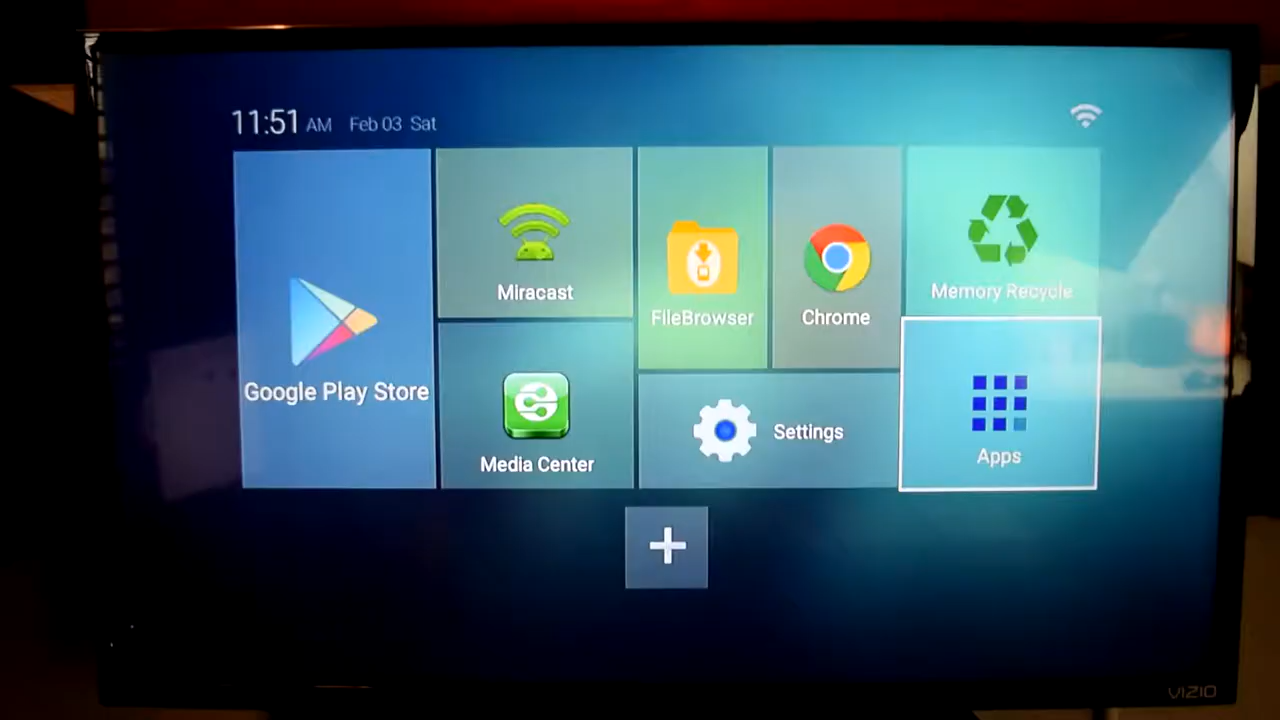 11:51 AM Feb 03 Sat
Google Play Store
Miracast
FileBrowser
Chrome
Memory Recycle
Media Center
Settings
Apps
VIZIO